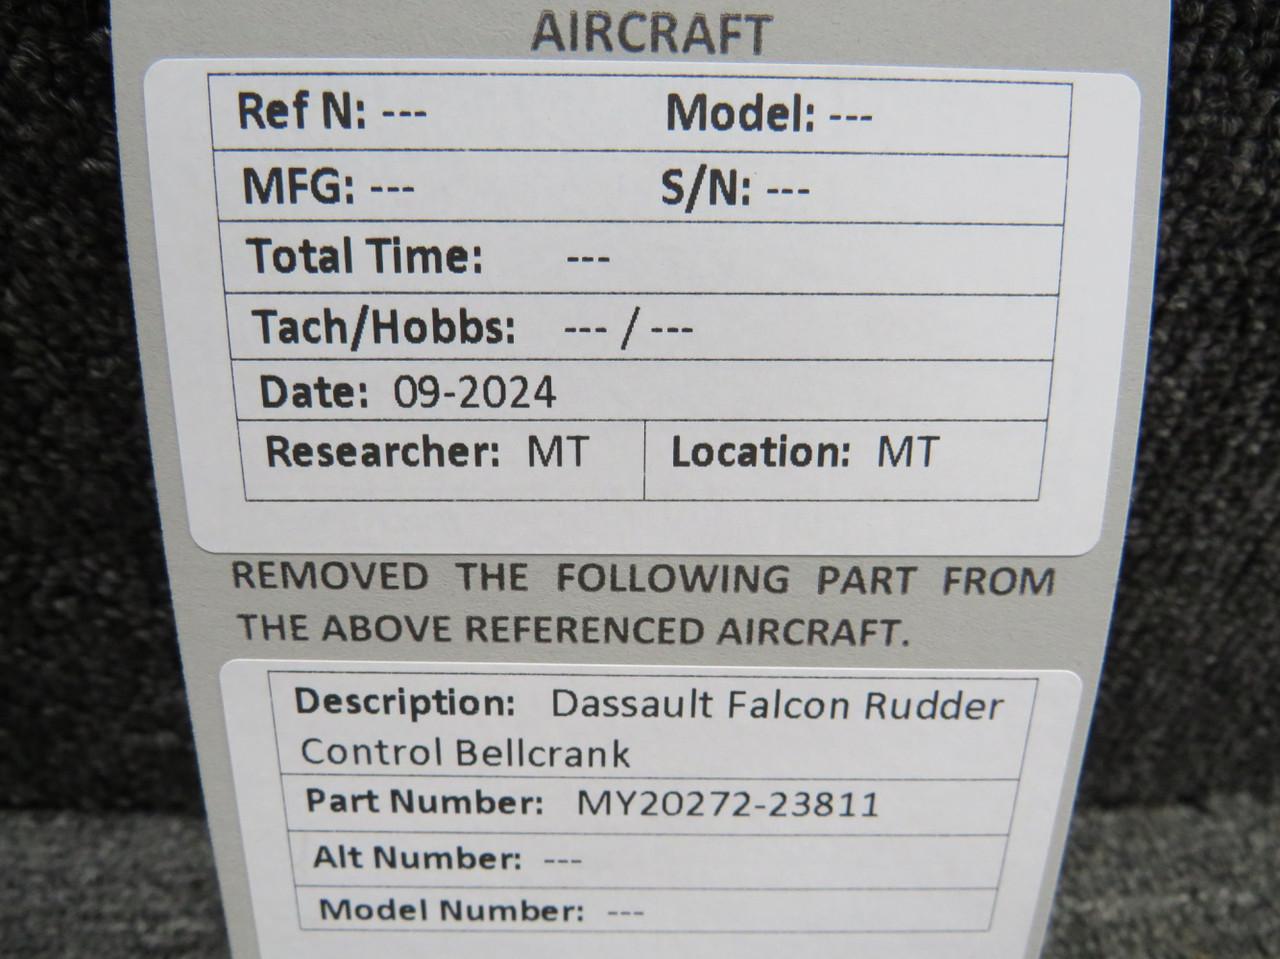 AIRCRAFT
Ref N: --- Model: ---
MFG: --- S/N: ---
Total Time: ---
Tach/Hobbs: --- / ---
Date: 09-2024
Researcher: MT Location: MT
REMOVED THE FOLLOWING PART FROM
THE ABOVE REFERENCED AIRCRAFT.
Description: Dassault Falcon Rudder
Control Bellcrank
Part Number: MY20272-23811
Alt Number: ---
Model Number: ---